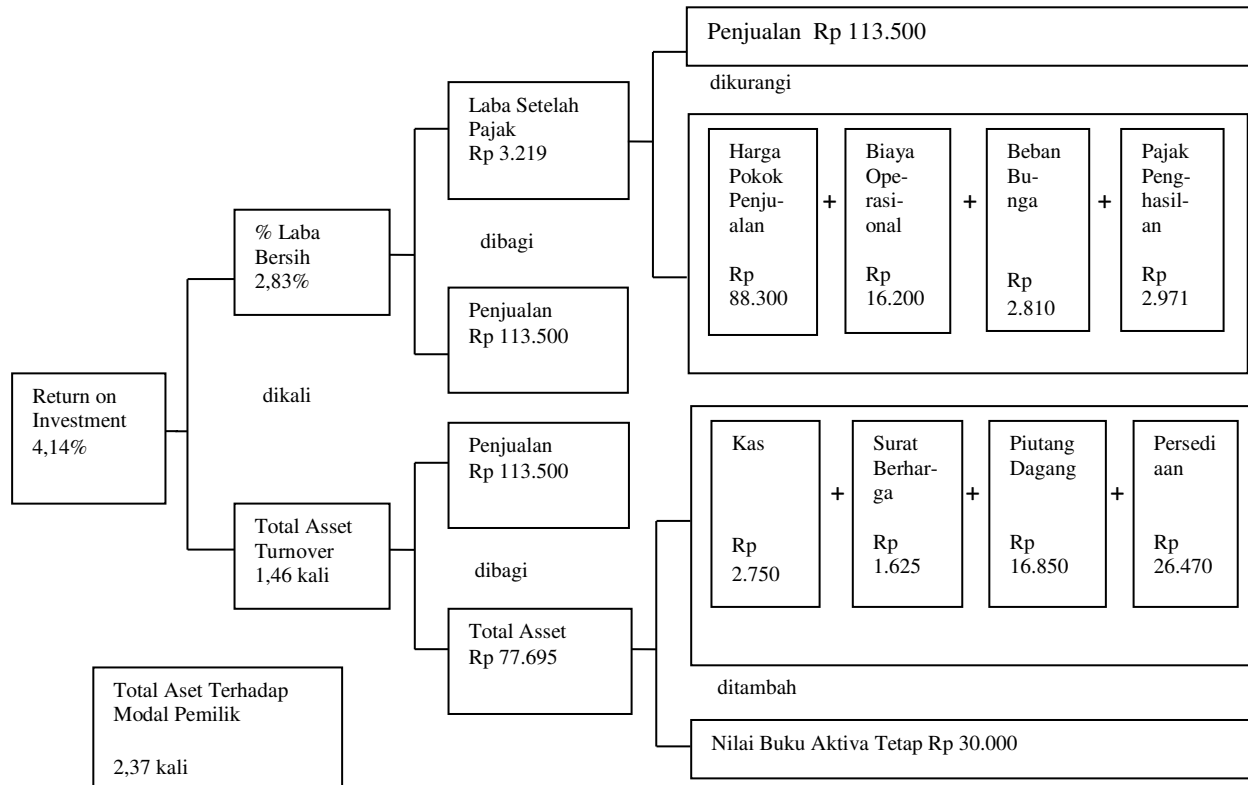 Penjualan Rp 113.500
dikurangi
Laba Setelah
Pajak
Rp 3.219
Harga
Pokok
Penju-
alan
Rp
88.300
+
Biaya
Ope-
rasi-
onal
Rp
16.200
+
Beban
Bu-
nga
Rp
2.810
+
Pajak
Peng-
hasil-
an
Rp
2.971
% Laba
Bersih
2,83%
dibagi
Penjualan
Rp 113.500
Return on
Investment
4,14%
dikali
Penjualan
Rp 113.500
Kas
Rp
2.750
+
Surat
Berhar-
ga
Rp
1.625
+
Piutang
Dagang
Rp
16.850
+
Persedi
aan
Rp
26.470
Total Asset
Turnover
1,46 kali
dibagi
Total Asset
Rp 77.695
ditambah
Total Aset Terhadap
Modal Pemilik
2,37 kali
Nilai Buku Aktiva Tetap Rp 30.000